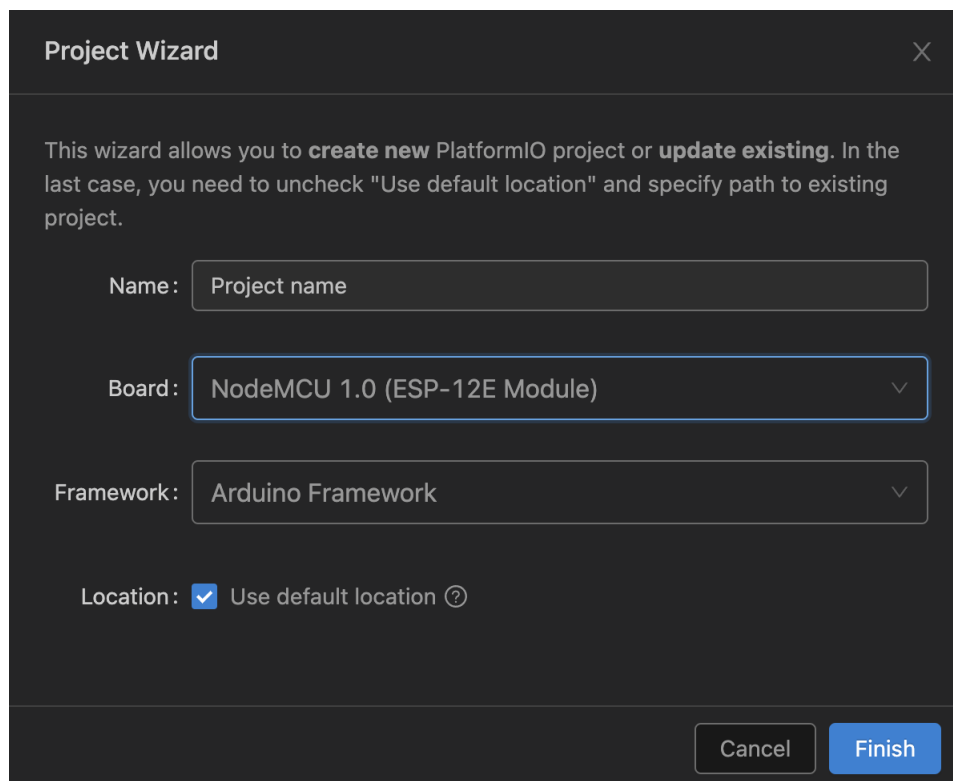 Project Wizard
This wizard allows you to create new PlatformIO project or update existing. In the
last case, you need to uncheck "Use default location" and specify path to existing
project.
Name: Project name
Board: NodeMCU 1.0 (ESP-12E Module)
Framework: Arduino Framework
Location: Use default location
Cancel Finish